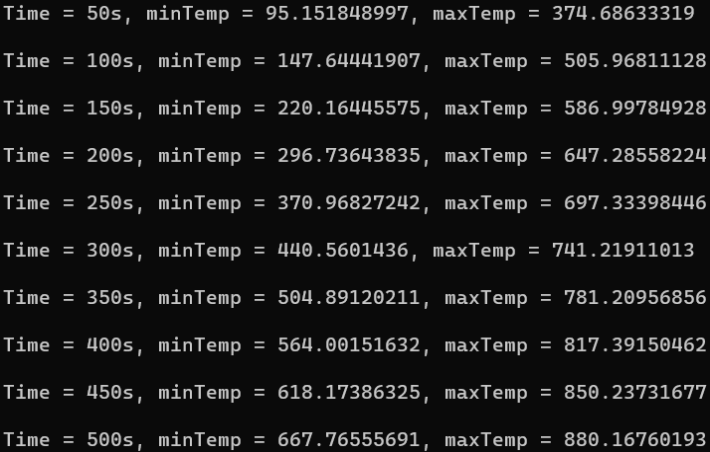 Time = 50s, minTemp = 95.151848997, maxTemp = 374.68633319
Time = 100s, minTemp = 147.64441907, maxTemp = 505.96811128
Time = 150s, minTemp = 220.16445575, maxTemp = 586.99784928
Time = 200s, minTemp = 296.73643835, maxTemp = 647.28558224
Time = 250s, minTemp = 370.96827242, maxTemp = 697.33398446
Time = 300s, minTemp = 440.5601436, maxTemp = 741.21911013
Time = 350s, minTemp = 504.89120211, maxTemp = 781.20956856
Time = 400s, minTemp = 564.00151632, maxTemp = 817.39150462
Time = 450s, minTemp = 618.17386325, maxTemp = 850.23731677
Time = 500s, minTemp = 667.76555691, maxTemp = 880.16760193